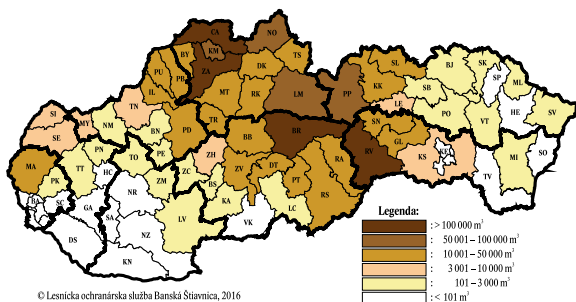 CA
NO
KM
BY
TS
PU
ZA
DK
SL
BJ
SK
PB
SP
ML
IL
MT
RK
LM
PP
KK
SB
HE
SV
TN
LE
SI
MY
NM
TR
SN
PO
VT
BN
PD
BB
BR
GL
SE
PE
ZH
RV
KS
KE
MI
SO
PN
TO
ZC
RA
MA
TT
ZM
BS
ZV
DT
PT
TV
PK
HC
NR
KA
RS
BA
SC
GA
SA
LV
LC
VK
NZ
DS
KN
Legenda:
: > 100 000 m³
: 50 001 – 100 000 m³
: 10 001 – 50 000 m³
: 3 001 – 10 000 m³
: 101 – 3 000 m³
: < 101 m³
© Lesnícka ochranárska služba Banská Štiavnica, 2016